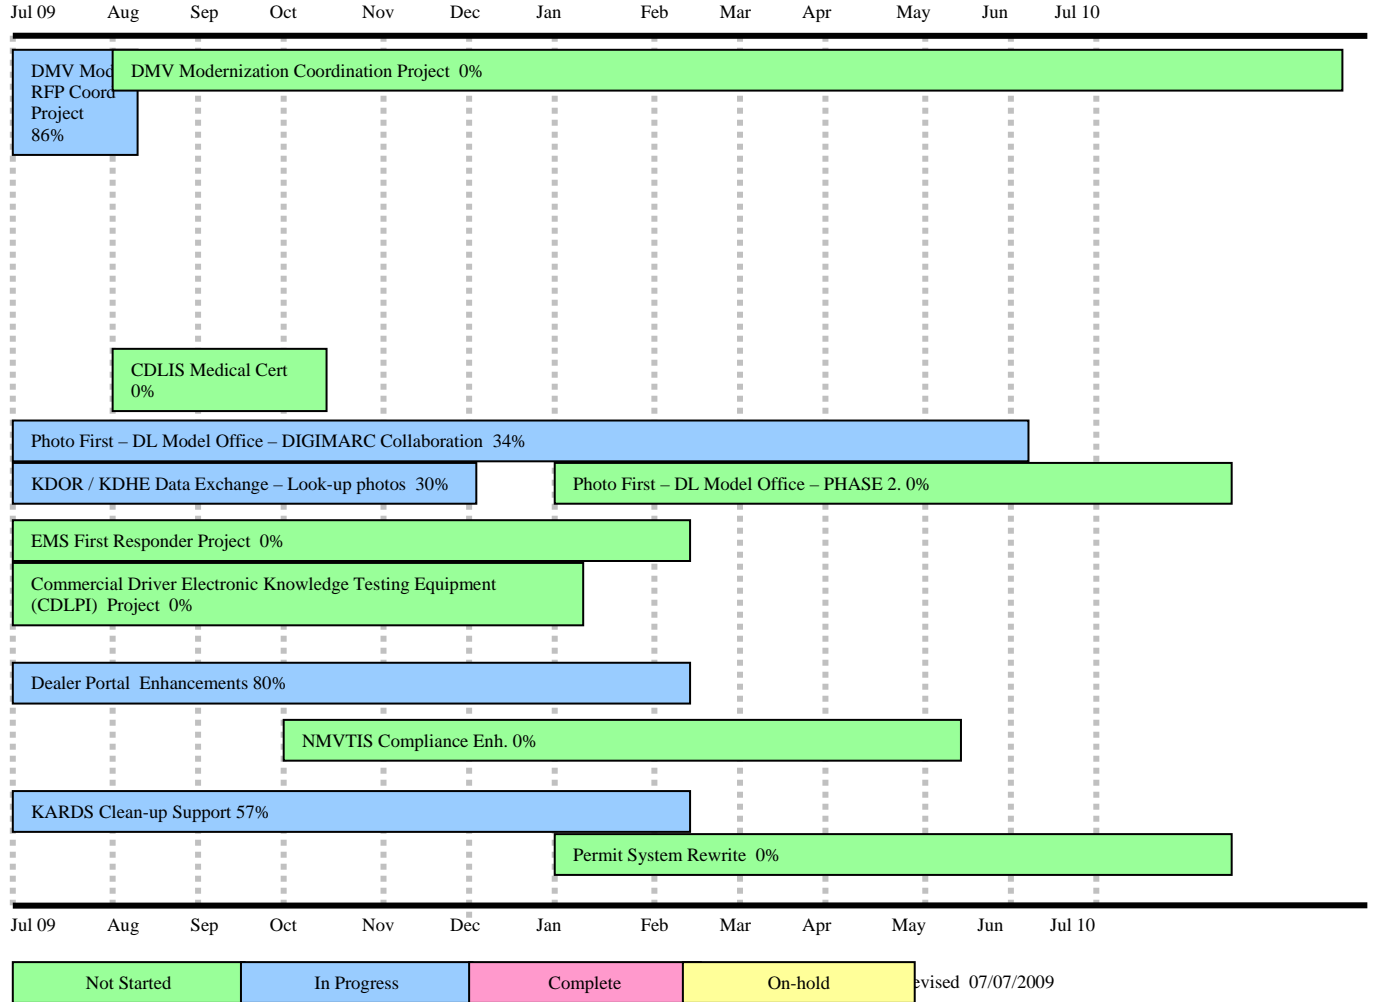 Jul 09 Aug Sep Oct Nov Dec Jan Feb Mar Apr May Jun Jul 10
DMV Mod
RFP Coord
Project
86%
DMV Modernization Coordination Project 0%
CDLIS Medical Cert
0%
Photo First – DL Model Office – DIGIMARC Collaboration 34%
KDOR / KDHE Data Exchange – Look-up photos 30%
Photo First – DL Model Office – PHASE 2. 0%
EMS First Responder Project 0%
Commercial Driver Electronic Knowledge Testing Equipment
(CDLPI) Project 0%
Dealer Portal Enhancements 80%
NMVTIS Compliance Enh. 0%
KARDS Clean-up Support 57%
Permit System Rewrite 0%
Jul 09 Aug Sep Oct Nov Dec Jan Feb Mar Apr May Jun Jul 10
Not Started In Progress Complete On-hold evised 07/07/2009